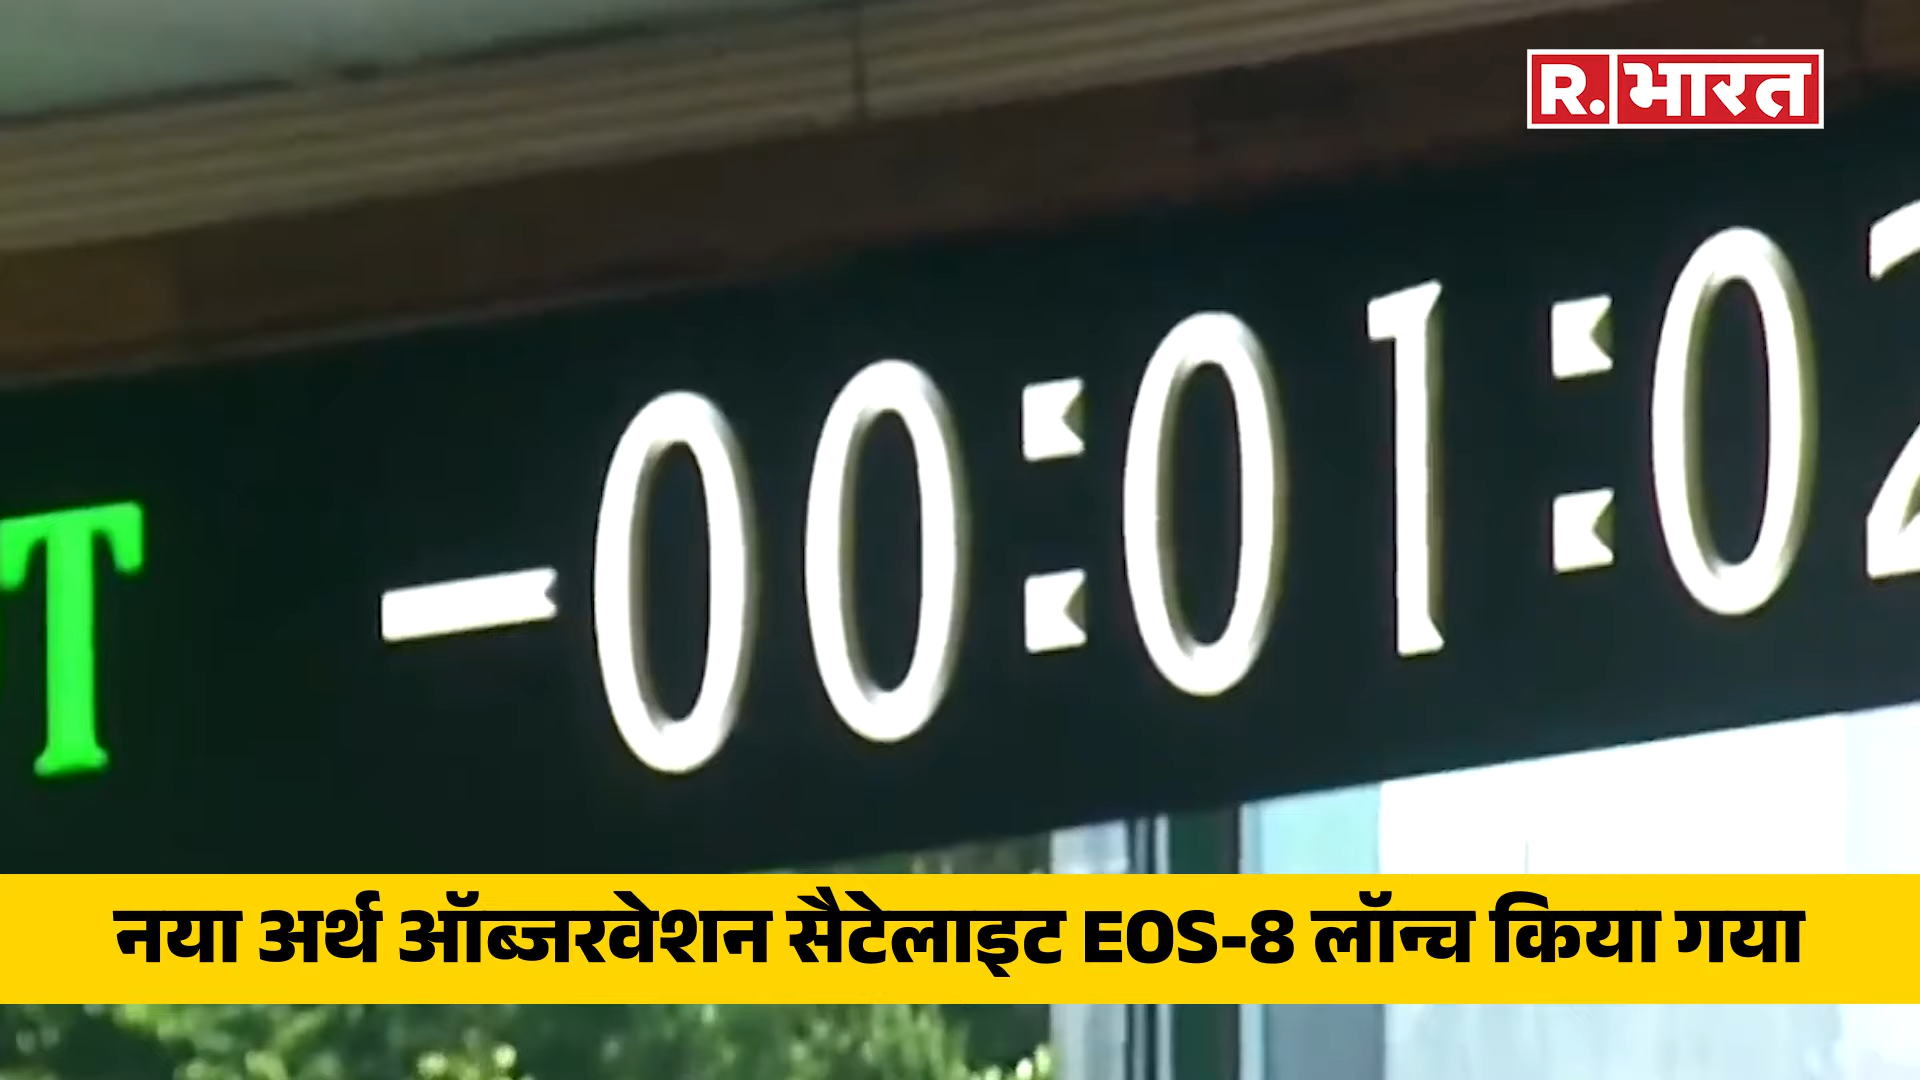 R. भारत
T -00:01:02
नया अर्थ ऑब्जरवेशन सैटेलाइट EOS-8 लॉन्च किया गया